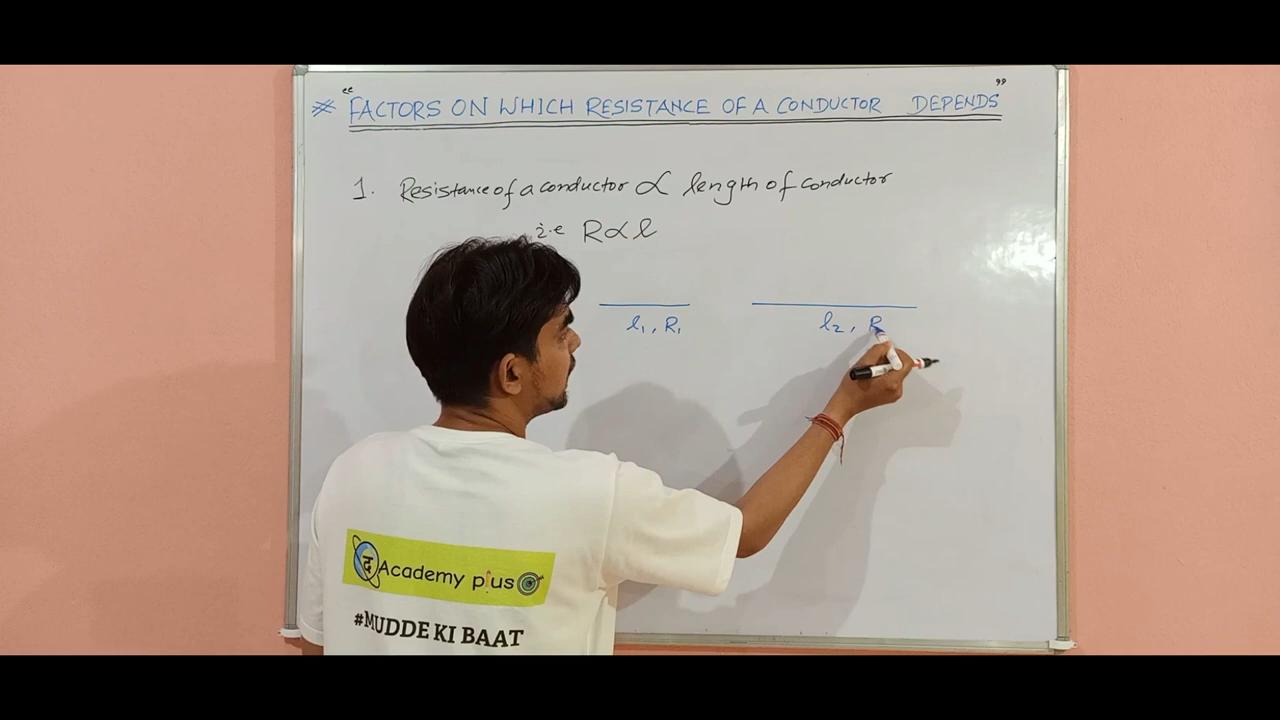 “FACTORS ON WHICH RESISTANCE OF A CONDUCTOR DEPENDS”
1. Resistance of a conductor ∝ length of conductor
i.e R ∝ l
l₁, R₁
l₂, R
द Academy plus
#MUDDE KI BAAT